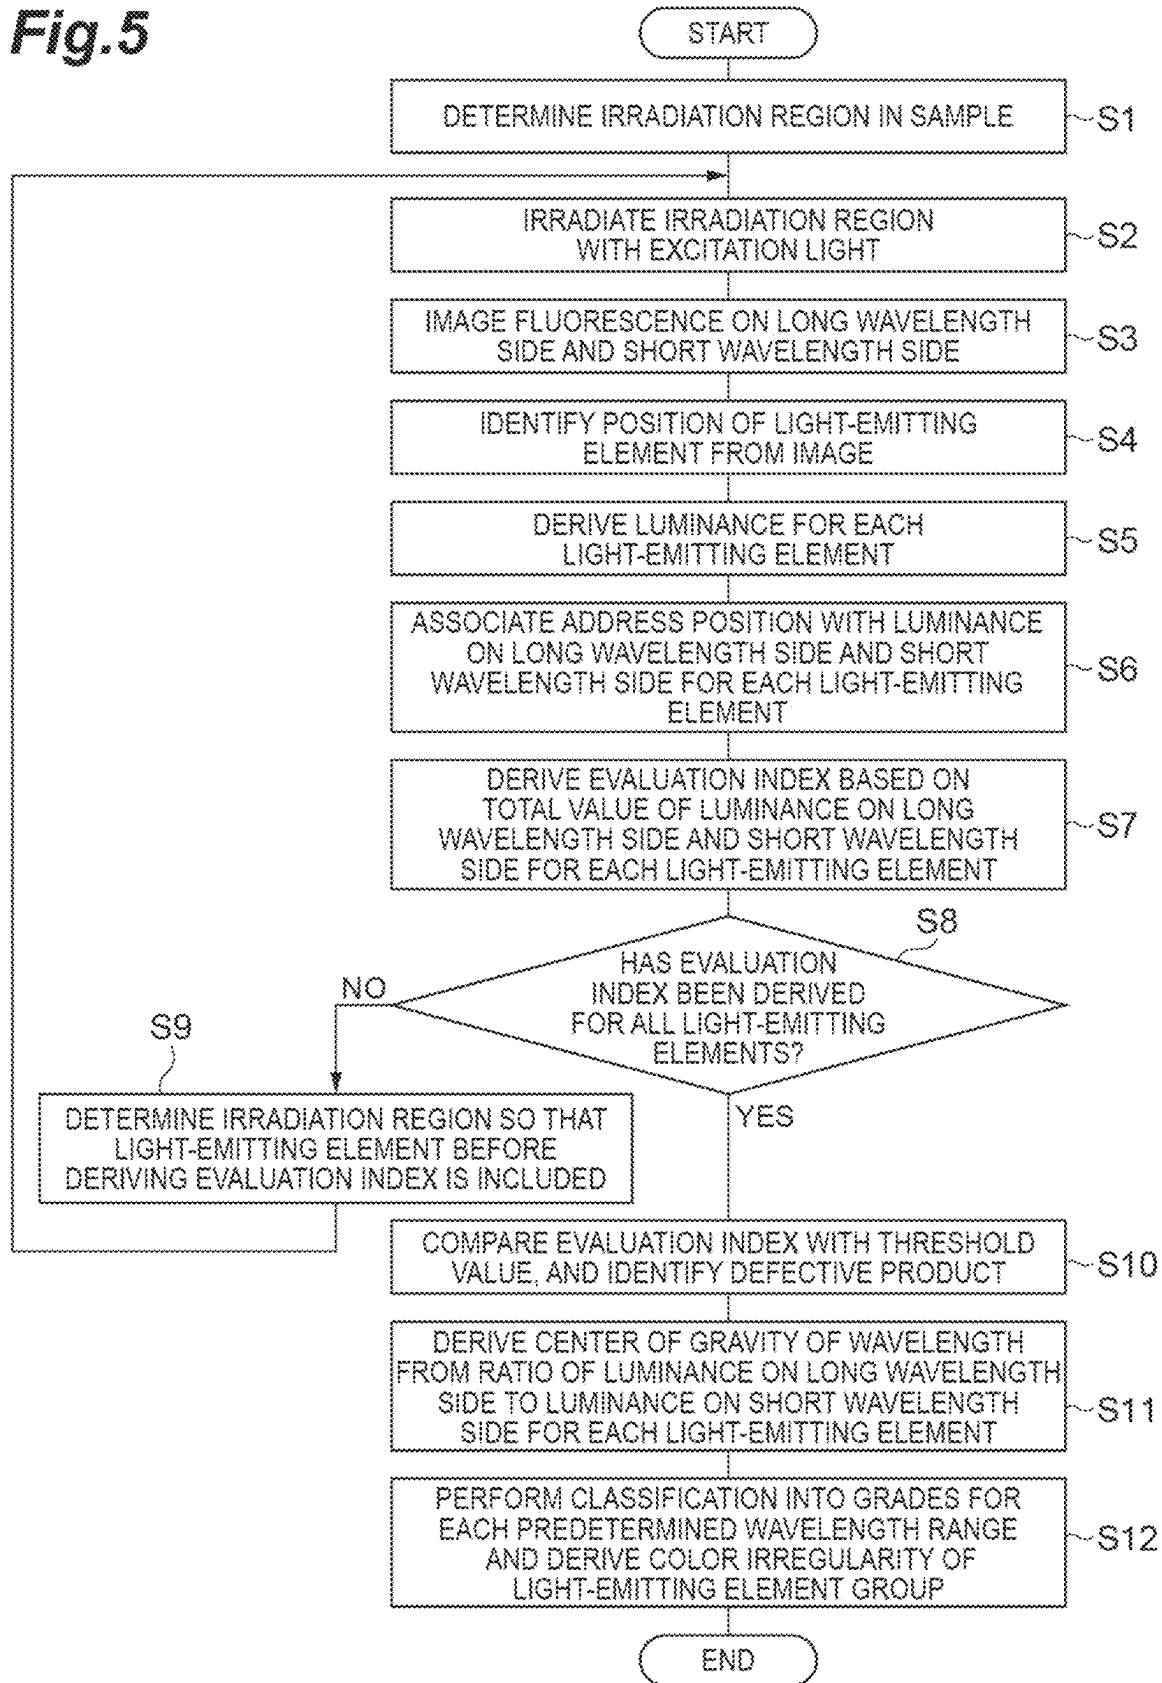 Fig.5
START
DETERMINE IRRADIATION REGION IN SAMPLE
S1
IRRADIATE IRRADIATION REGION
WITH EXCITATION LIGHT
S2
IMAGE FLUORESCENCE ON LONG WAVELENGTH
SIDE AND SHORT WAVELENGTH SIDE
S3
IDENTIFY POSITION OF LIGHT-EMITTING
ELEMENT FROM IMAGE
S4
DERIVE LUMINANCE FOR EACH
LIGHT-EMITTING ELEMENT
S5
ASSOCIATE ADDRESS POSITION WITH LUMINANCE
ON LONG WAVELENGTH SIDE AND SHORT
WAVELENGTH SIDE FOR EACH LIGHT-EMITTING
ELEMENT
S6
DERIVE EVALUATION INDEX BASED ON
TOTAL VALUE OF LUMINANCE ON LONG
WAVELENGTH SIDE AND SHORT WAVELENGTH
SIDE FOR EACH LIGHT-EMITTING ELEMENT
S7
S8
HAS EVALUATION
INDEX BEEN DERIVED
FOR ALL LIGHT-EMITTING
ELEMENTS?
NO
S9
YES
DETERMINE IRRADIATION REGION SO THAT
LIGHT-EMITTING ELEMENT BEFORE
DERIVING EVALUATION INDEX IS INCLUDED
COMPARE EVALUATION INDEX WITH THRESHOLD
VALUE, AND IDENTIFY DEFECTIVE PRODUCT
S10
DERIVE CENTER OF GRAVITY OF WAVELENGTH
FROM RATIO OF LUMINANCE ON LONG WAVELENGTH
SIDE TO LUMINANCE ON SHORT WAVELENGTH
SIDE FOR EACH LIGHT-EMITTING ELEMENT
S11
PERFORM CLASSIFICATION INTO GRADES FOR
EACH PREDETERMINED WAVELENGTH RANGE
AND DERIVE COLOR IRREGULARITY OF
LIGHT-EMITTING ELEMENT GROUP
S12
END